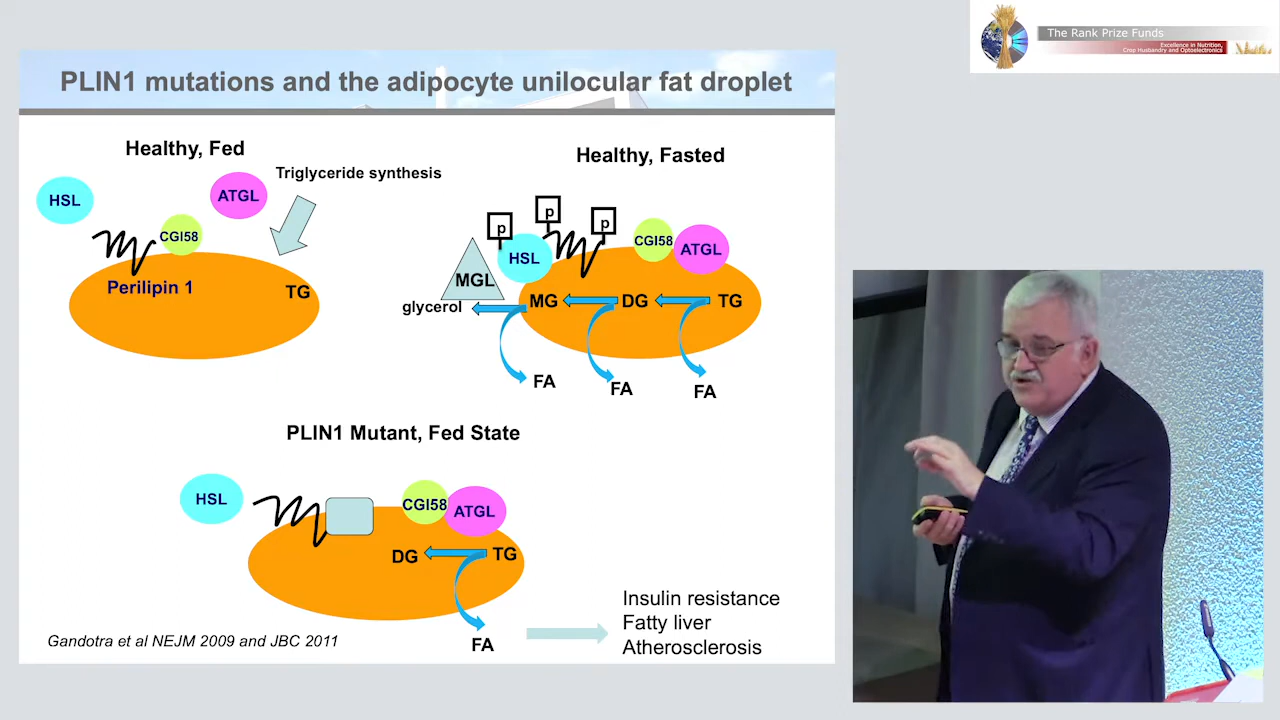 The Rank Prize Funds
Excellence in Nutrition,
Crop Husbandry and Optoelectronics
PLIN1 mutations and the adipocyte unilocular fat droplet
Healthy, Fed
Triglyceride synthesis
HSL
ATGL
CGI58
Perilipin 1
TG
Healthy, Fasted
p
p
p
HSL
CGI58
ATGL
MGL
glycerol
MG
DG
TG
FA
FA
FA
PLIN1 Mutant, Fed State
HSL
CGI58
ATGL
DG
TG
FA
Insulin resistance
Fatty liver
Atherosclerosis
Gandotra et al NEJM 2009 and JBC 2011